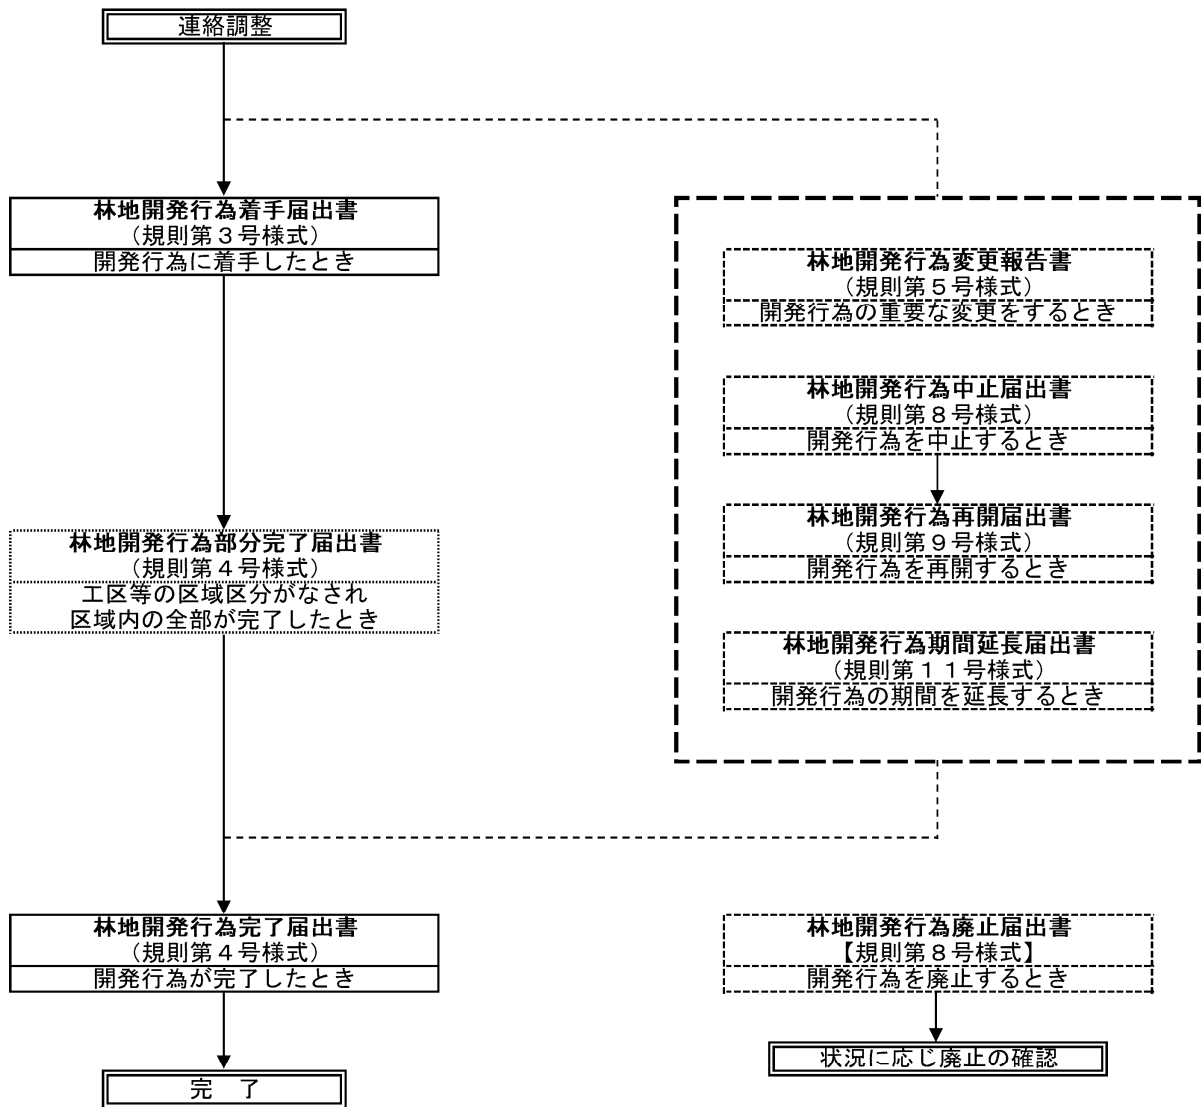 連絡調整
林地開発行為着手届出書
（規則第３号様式）
開発行為に着手したとき
林地開発行為変更報告書
（規則第５号様式）
開発行為の重要な変更をするとき
林地開発行為中止届出書
（規則第８号様式）
開発行為を中止するとき
林地開発行為再開届出書
（規則第９号様式）
開発行為を再開するとき
林地開発行為部分完了届出書
（規則第４号様式）
工区等の区域区分がなされ
区域内の全部が完了したとき
林地開発行為期間延長届出書
（規則第１１号様式）
開発行為の期間を延長するとき
林地開発行為完了届出書
（規則第４号様式）
開発行為が完了したとき
林地開発行為廃止届出書
【規則第８号様式】
開発行為を廃止するとき
状況に応じ廃止の確認
完　了